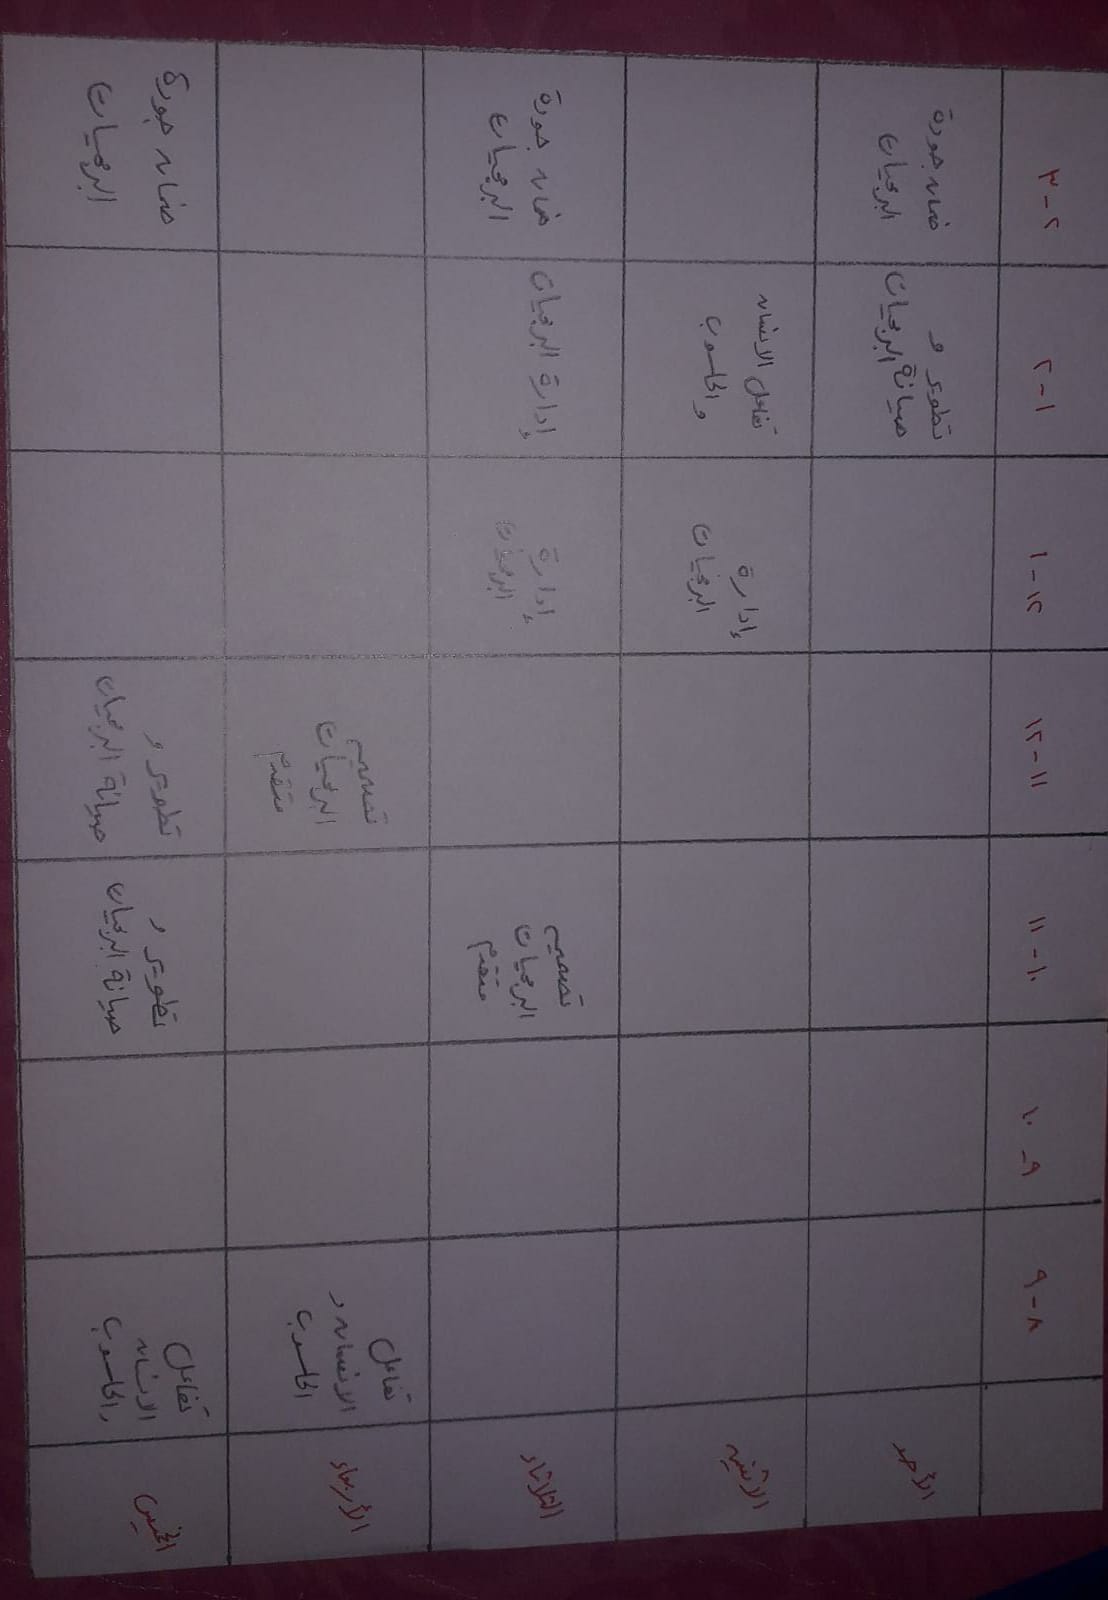 ٨-٩
٩-١٠
١٠-١١
١١-١٢
١٢-١
١-٢
٢-٣
الأحد
تطوير و
صيانة البرمجيات
ضمان جودة
البرمجيات
الاثنين
إدارة
البرمجيات
تفاعل الانسان
و الحاسوب
الثلاثاء
تصميم
البرمجيات
متقدم
إدارة
البرمجيات
إدارة البرمجيات
ضمان جودة
البرمجيات
الأربعاء
تفاعل
الانسان و
الحاسوب
تصميم
البرمجيات
متقدم
الخميس
تفاعل
الانسان
والحاسوب
تطوير و
صيانة البرمجيات
تطوير و
صيانة البرمجيات
ضمان جودة
البرمجيات